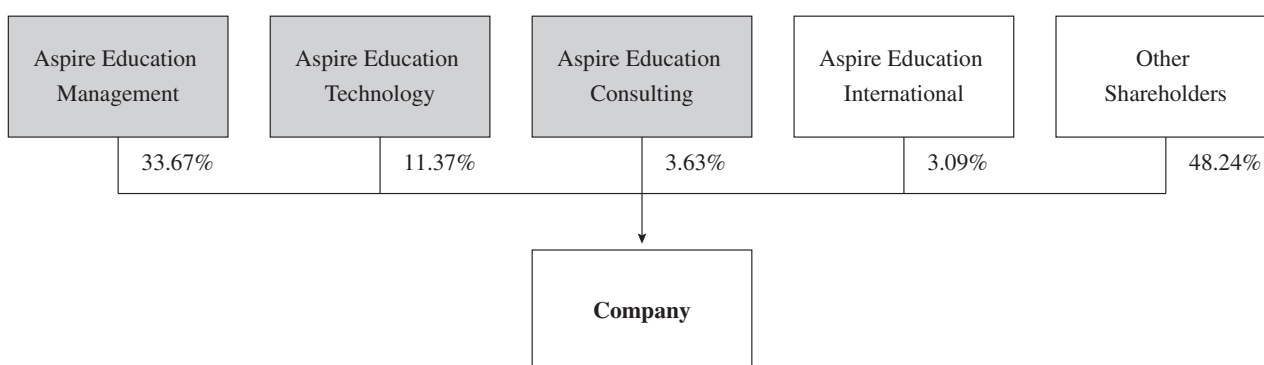 Aspire Education
Management
Aspire Education
Technology
Aspire Education
Consulting
Aspire Education
International
Other
Shareholders
33.67%
11.37%
3.63%
3.09%
48.24%
Company